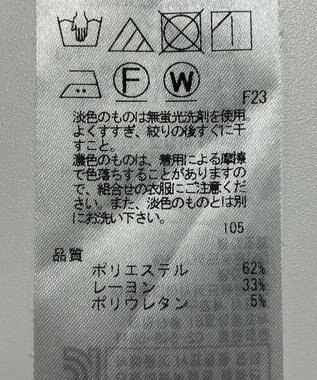 F W
F23
淡色のものは無蛍光洗剤を使用
よくすすぎ、絞りの後すぐに干
すこと。
濃色のものは、着用による摩擦
で色落ちすることがありますの
で、組合せの衣服にご注意くだ
さい。また、淡色のものとは別
にお洗い下さい。
105
品質
ポリエステル 62%
レーヨン 33%
ポリウレタン 5%